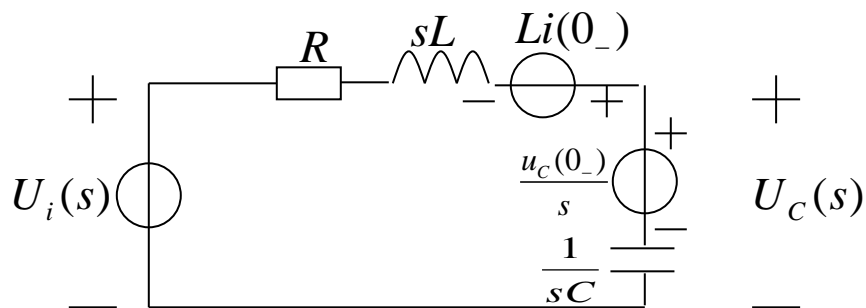 R sL Li(0_)
+ − + +
U_i(s) u_C(0_)/s + U_C(s)
−
1/sC
− −